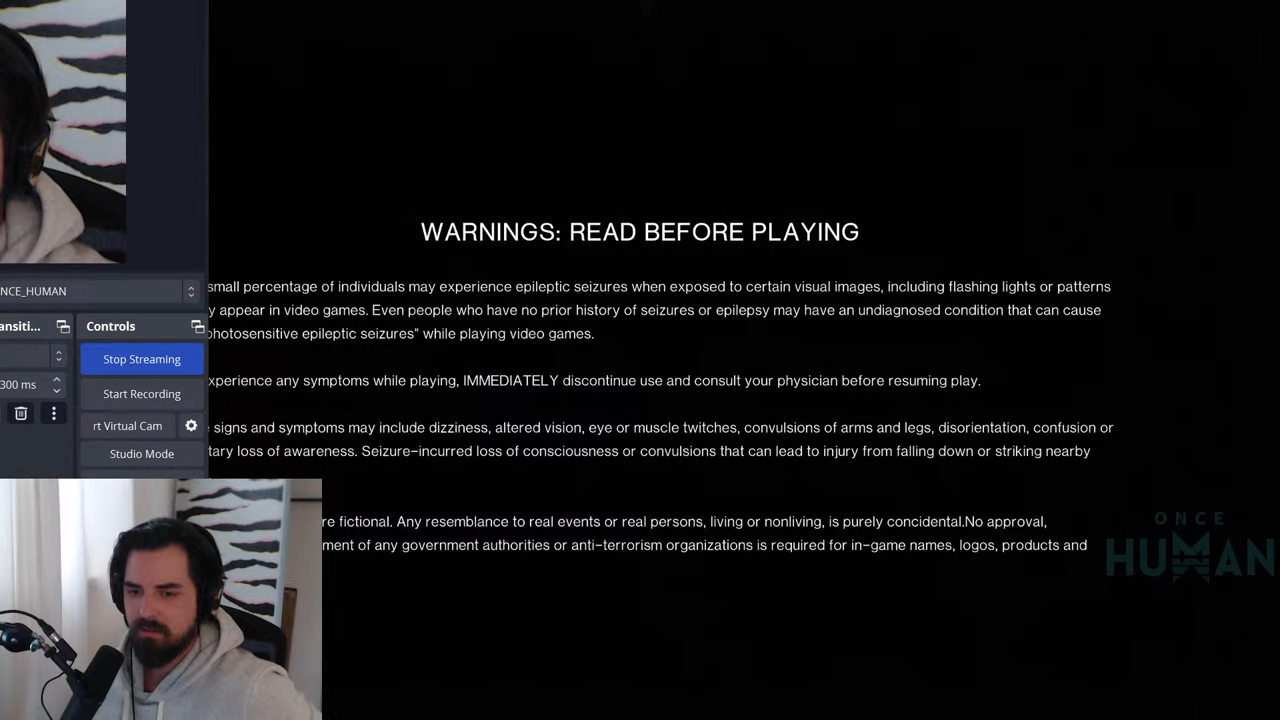 WARNINGS: READ BEFORE PLAYING
small percentage of individuals may experience epileptic seizures when exposed to certain visual images, including flashing lights or patterns
y appear in video games. Even people who have no prior history of seizures or epilepsy may have an undiagnosed condition that can cause
photosensitive epileptic seizures" while playing video games.
xperience any symptoms while playing, IMMEDIATELY discontinue use and consult your physician before resuming play.
signs and symptoms may include dizziness, altered vision, eye or muscle twitches, convulsions of arms and legs, disorientation, confusion or
tary loss of awareness. Seizure-incurred loss of consciousness or convulsions that can lead to injury from falling down or striking nearby
re fictional. Any resemblance to real events or real persons, living or nonliving, is purely concidental.No approval,
ment of any government authorities or anti-terrorism organizations is required for in-game names, logos, products and
NCE_HUMAN
ansiti...
Controls
Stop Streaming
300 ms
Start Recording
rt Virtual Cam
Studio Mode
ONCE
HUMAN